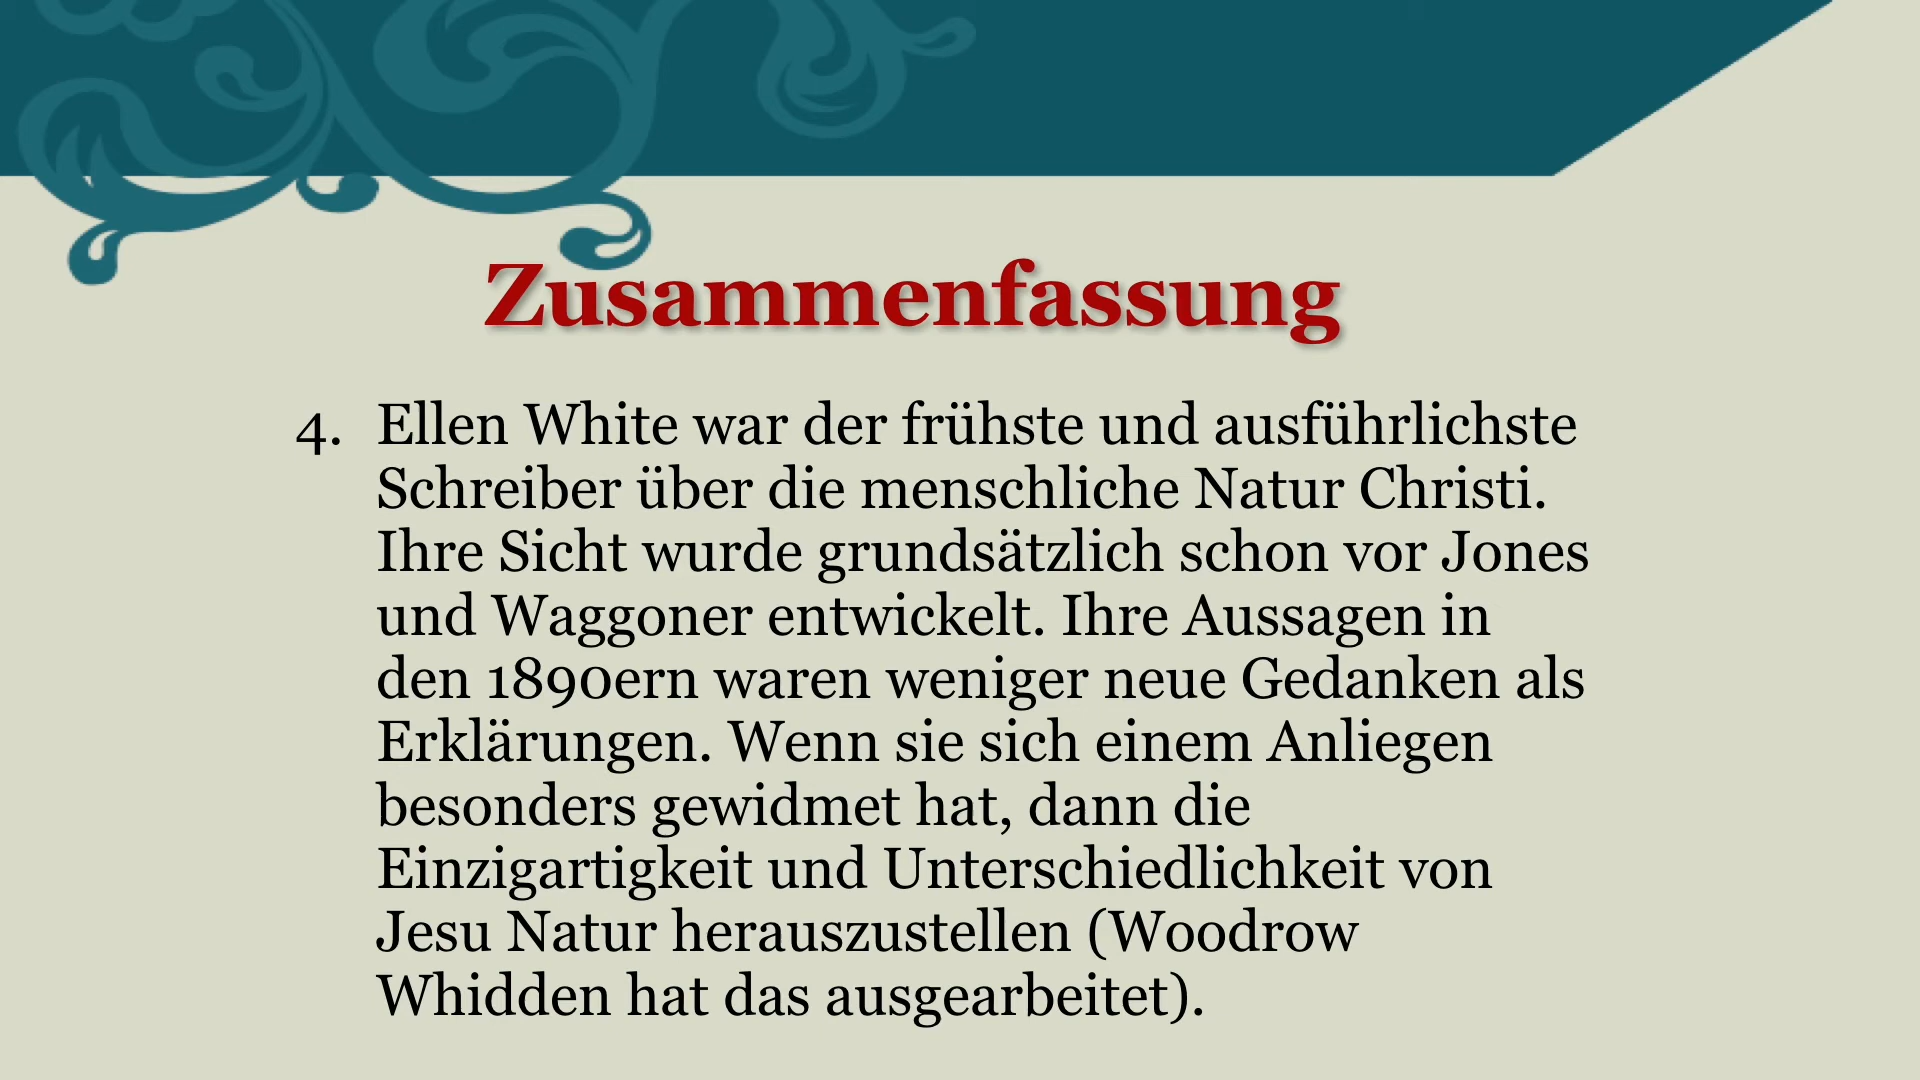 Zusammenfassung
4. Ellen White war der frühste und ausführlichste
Schreiber über die menschliche Natur Christi.
Ihre Sicht wurde grundsätzlich schon vor Jones
und Waggoner entwickelt. Ihre Aussagen in
den 1890ern waren weniger neue Gedanken als
Erklärungen. Wenn sie sich einem Anliegen
besonders gewidmet hat, dann die
Einzigartigkeit und Unterschiedlichkeit von
Jesu Natur herauszustellen (Woodrow
Whidden hat das ausgearbeitet).